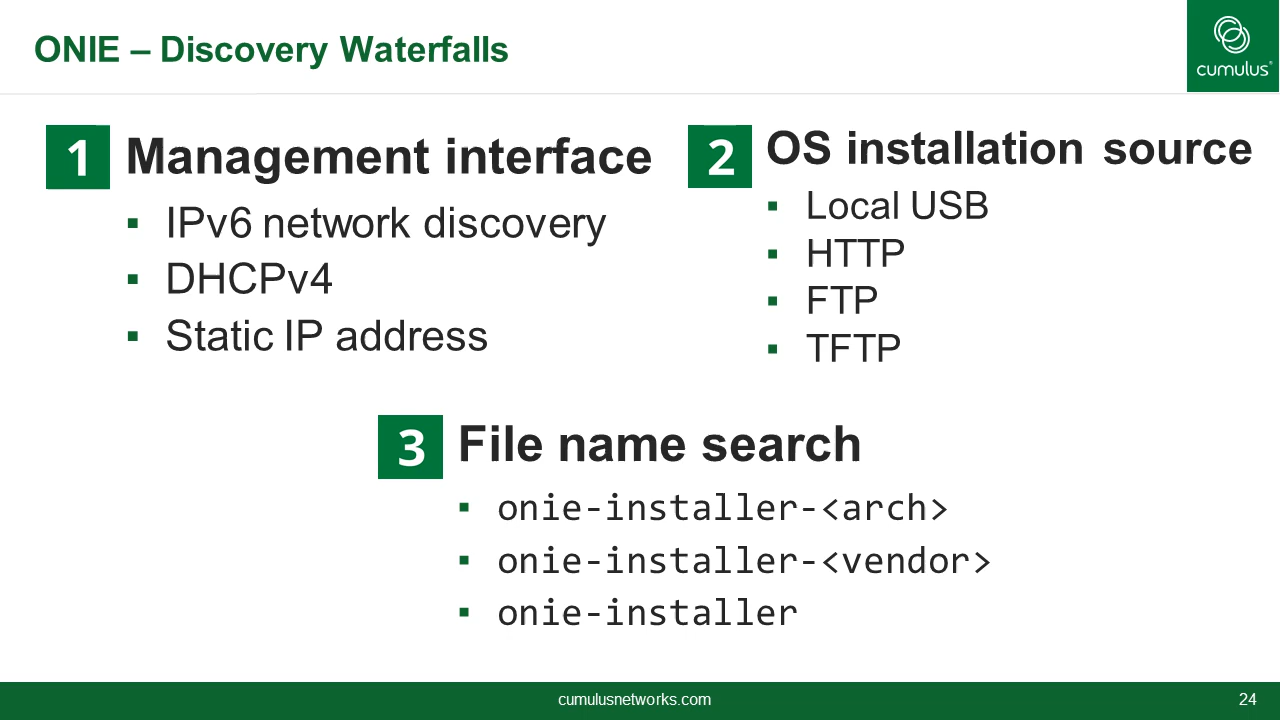 ONIE – Discovery Waterfalls
cumulus®
1 Management interface
▪ IPv6 network discovery
▪ DHCPv4
▪ Static IP address
2 OS installation source
▪ Local USB
▪ HTTP
▪ FTP
▪ TFTP
3 File name search
▪ onie-installer-<arch>
▪ onie-installer-<vendor>
▪ onie-installer
cumulusnetworks.com
24